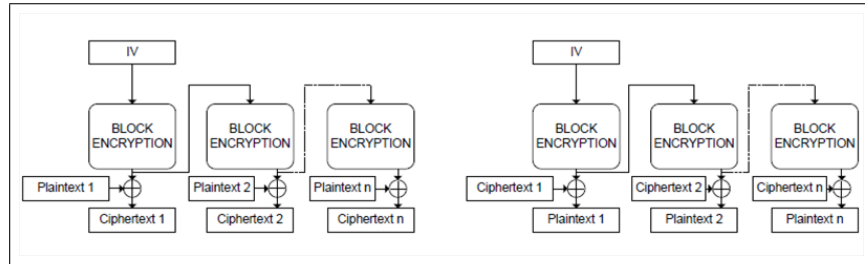 IV
BLOCK
ENCRYPTION
BLOCK
ENCRYPTION
BLOCK
ENCRYPTION
Plaintext 1
Plaintext 2
Plaintext n
Ciphertext 1
Ciphertext 2
Ciphertext n
IV
BLOCK
ENCRYPTION
BLOCK
ENCRYPTION
BLOCK
ENCRYPTION
Ciphertext 1
Ciphertext 2
Ciphertext n
Plaintext 1
Plaintext 2
Plaintext n